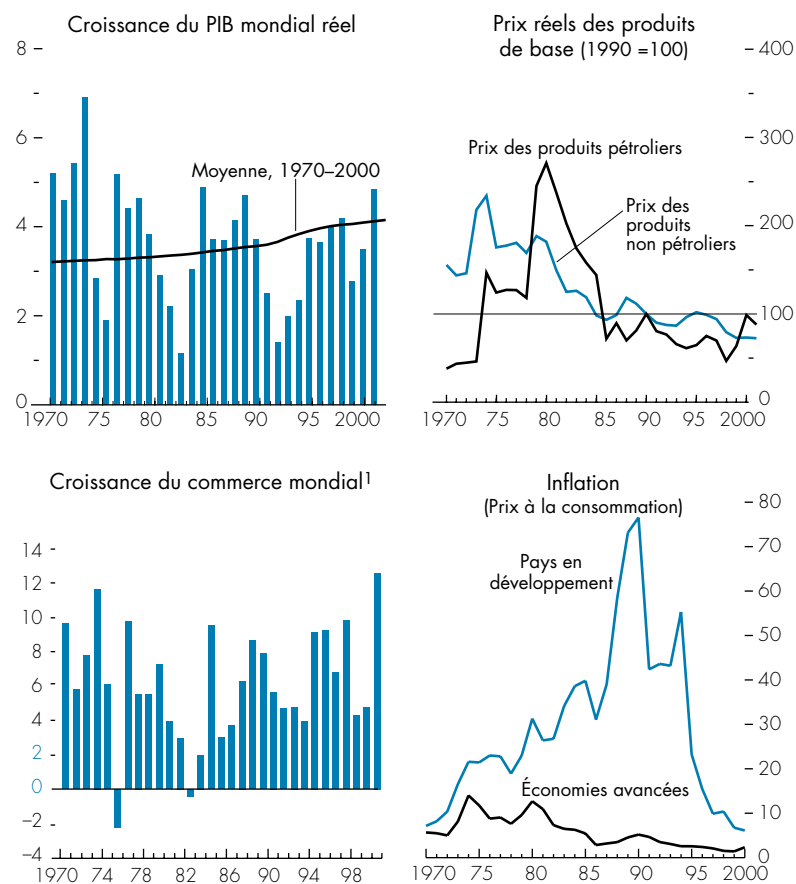 Croissance du PIB mondial réel
8
6
4
2
0
Moyenne, 1970–2000
1970 75 80 85 90 95 2000
Prix réels des produits
de base (1990 =100)
400
300
200
100
0
Prix des produits pétroliers
Prix des
produits
non pétroliers
1970 75 80 85 90 95 2000
Croissance du commerce mondial1
14
12
10
8
6
4
2
0
–2
–4
1970 74 78 82 86 90 94 98
Inflation
(Prix à la consommation)
80
70
60
50
40
30
20
10
0
Pays en
développement
Économies avancées
1970 75 80 85 90 95 2000